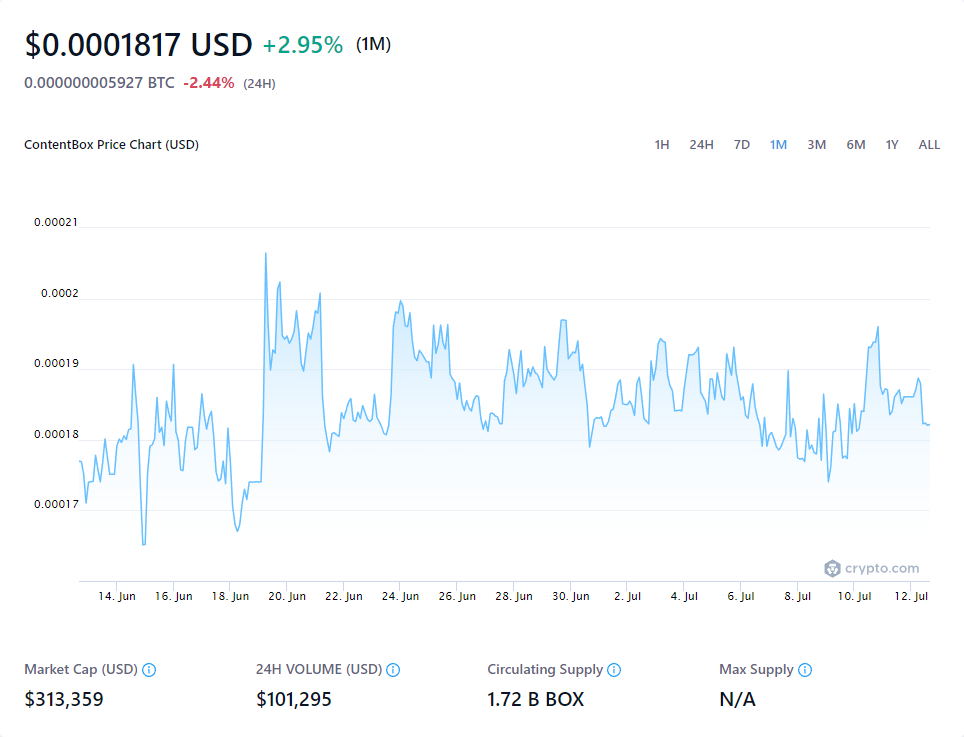 $0.0001817 USD +2.95% (1M)
0.000000005927 BTC -2.44% (24H)
ContentBox Price Chart (USD) 1H 24H 7D 1M 3M 6M 1Y ALL
0.00021
0.0002
0.00019
0.00018
0.00017
crypto.com
14. Jun 16. Jun 18. Jun 20. Jun 22. Jun 24. Jun 26. Jun 28. Jun 30. Jun 2. Jul 4. Jul 6. Jul 8. Jul 10. Jul 12. Jul
Market Cap (USD) 24H VOLUME (USD) Circulating Supply Max Supply
$313,359 $101,295 1.72 B BOX N/A